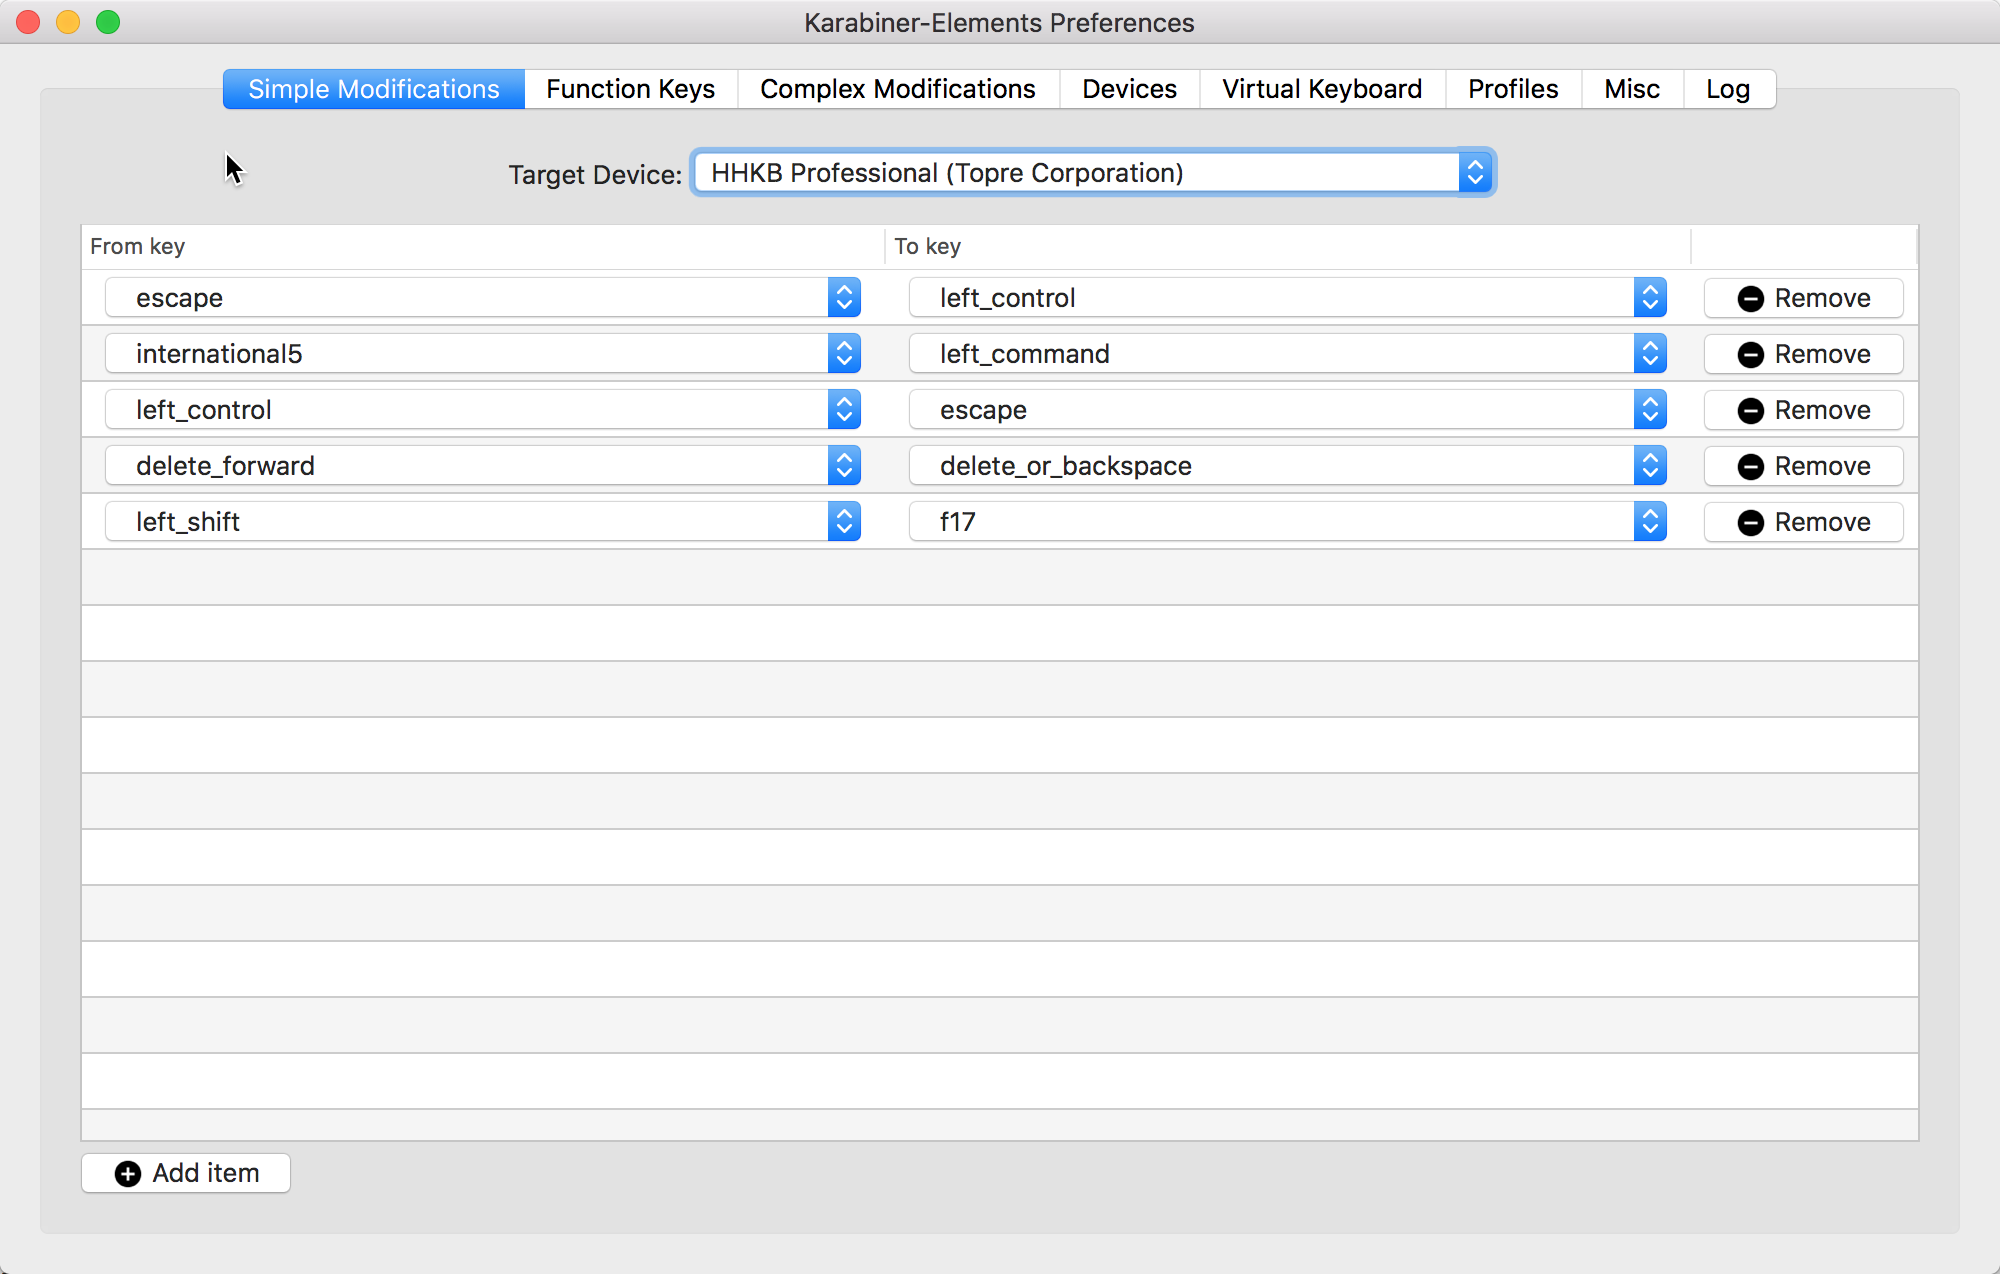 Karabiner-Elements Preferences
Simple Modifications Function Keys Complex Modifications Devices Virtual Keyboard Profiles Misc Log
Target Device: HHKB Professional (Topre Corporation)
From key To key
escape left_control Remove
international5 left_command Remove
left_control escape Remove
delete_forward delete_or_backspace Remove
left_shift f17 Remove
Add item